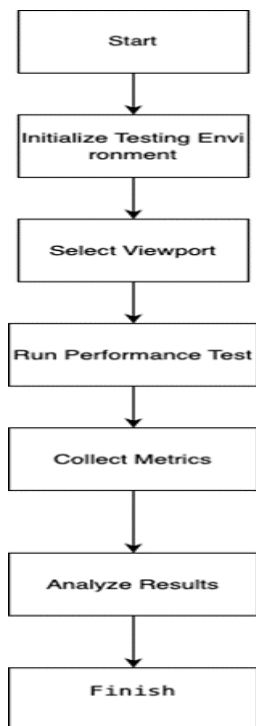 Start
Initialize Testing Envi
ronment
Select Viewport
Run Performance Test
Collect Metrics
Analyze Results
Finish